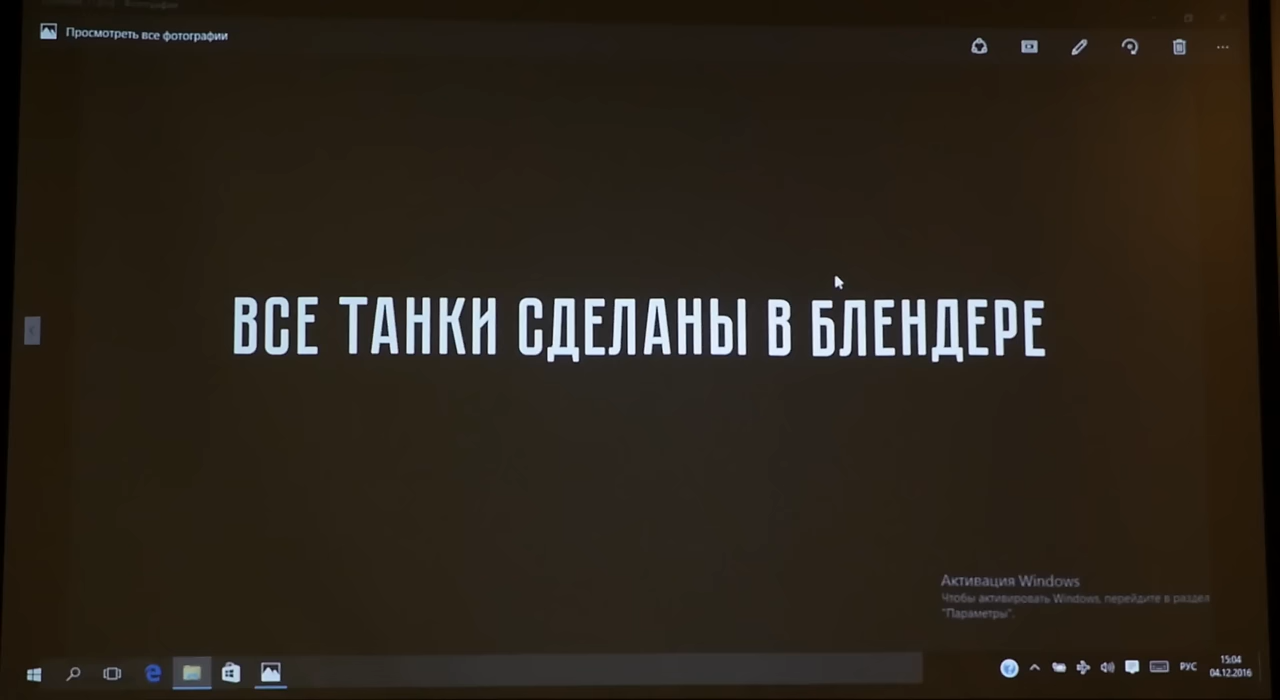 Просмотреть все фотографии
ВСЕ ТАНКИ СДЕЛАНЫ В БЛЕНДЕРЕ
Активация Windows
Чтобы активировать Windows, перейдите в раздел
"Параметры".
РУС
15:04
04.12.2016